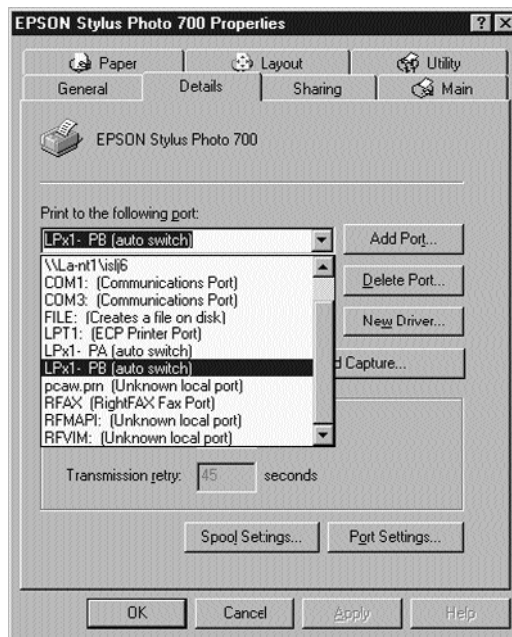 EPSON Stylus Photo 700 Properties
Paper Layout Utility
General Details Sharing Main
EPSON Stylus Photo 700
Print to the following port:
LPx1- PB (auto switch) Add Port...
\\La-nt1\islj6
COM1: (Communications Port) Delete Port...
COM3: (Communications Port)
FILE: (Creates a file on disk) New Driver...
LPT1: (ECP Printer Port)
LPx1- PA (auto switch)
LPx1- PB (auto switch) d Capture...
pcaw.prn (Unknown local port)
RFAX (RightFAX Fax Port)
RFMAPI: (Unknown local port)
RFVIM: (Unknown local port)
Transmission retry: 45 seconds
Spool Settings... Port Settings...
OK Cancel Apply Help